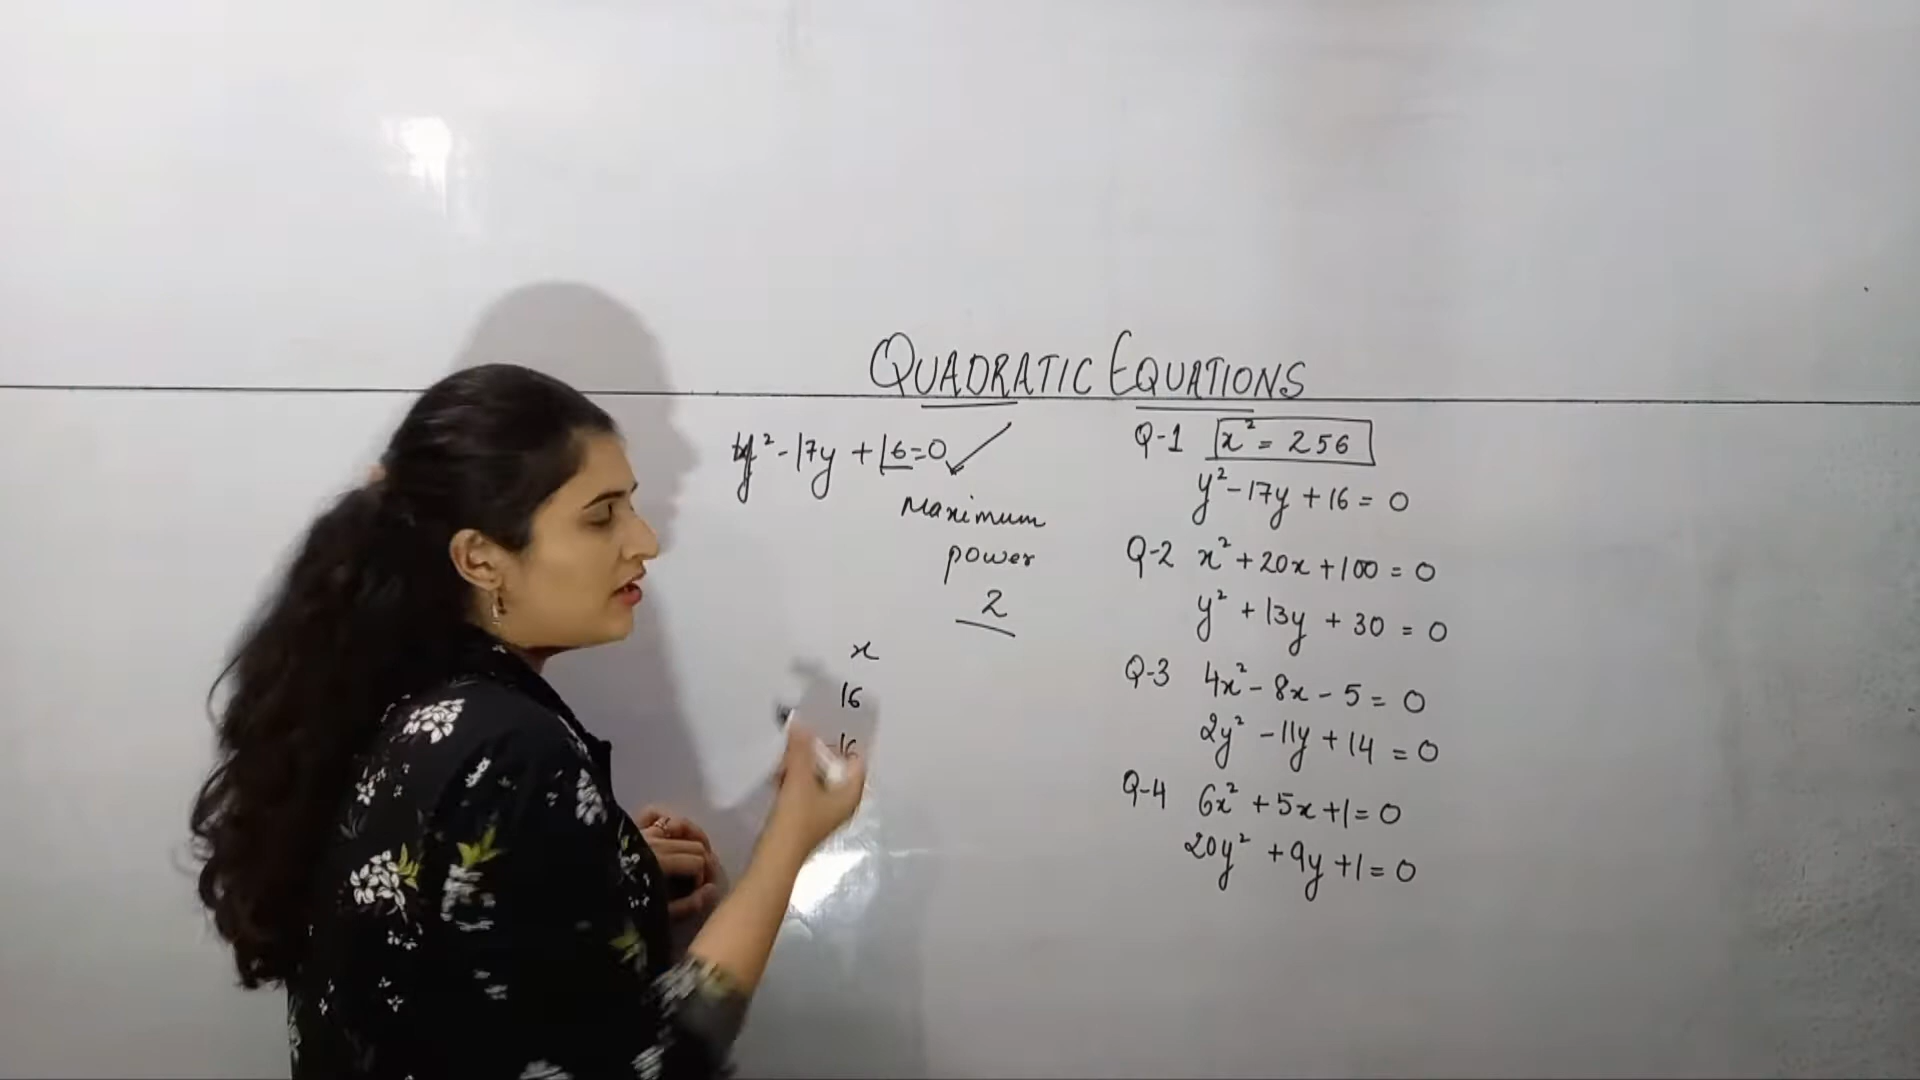 QUADRATIC EQUATIONS
y² - 17y + 16 = 0
Maximum
power
2
x
16
-16
Q-1 x² = 256
y² - 17y + 16 = 0
Q-2 x² + 20x + 100 = 0
y² + 13y + 30 = 0
Q-3 4x² - 8x - 5 = 0
2y² - 11y + 14 = 0
Q-4 6x² + 5x + 1 = 0
20y² + 9y + 1 = 0